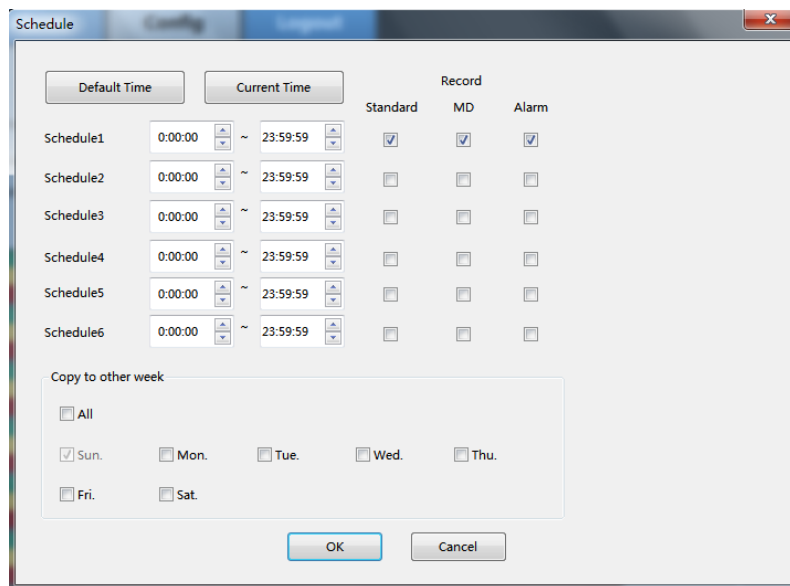 Schedule Config Logout x
Default Time Current Time Record
Standard MD Alarm
Schedule1 0:00:00 ~ 23:59:59
Schedule2 0:00:00 ~ 23:59:59
Schedule3 0:00:00 ~ 23:59:59
Schedule4 0:00:00 ~ 23:59:59
Schedule5 0:00:00 ~ 23:59:59
Schedule6 0:00:00 ~ 23:59:59
Copy to other week
All
Sun. Mon. Tue. Wed. Thu.
Fri. Sat.
OK Cancel